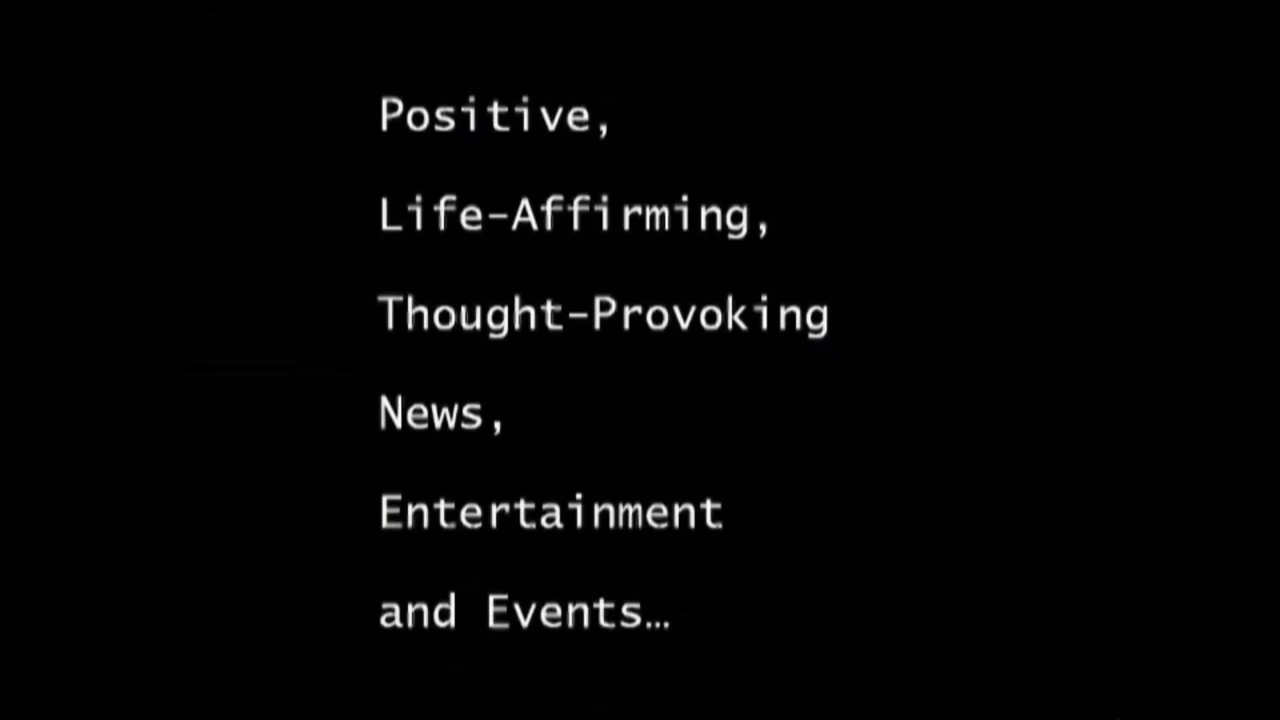 Positive,
Life-Affirming,
Thought-Provoking
News,
Entertainment
and Events…